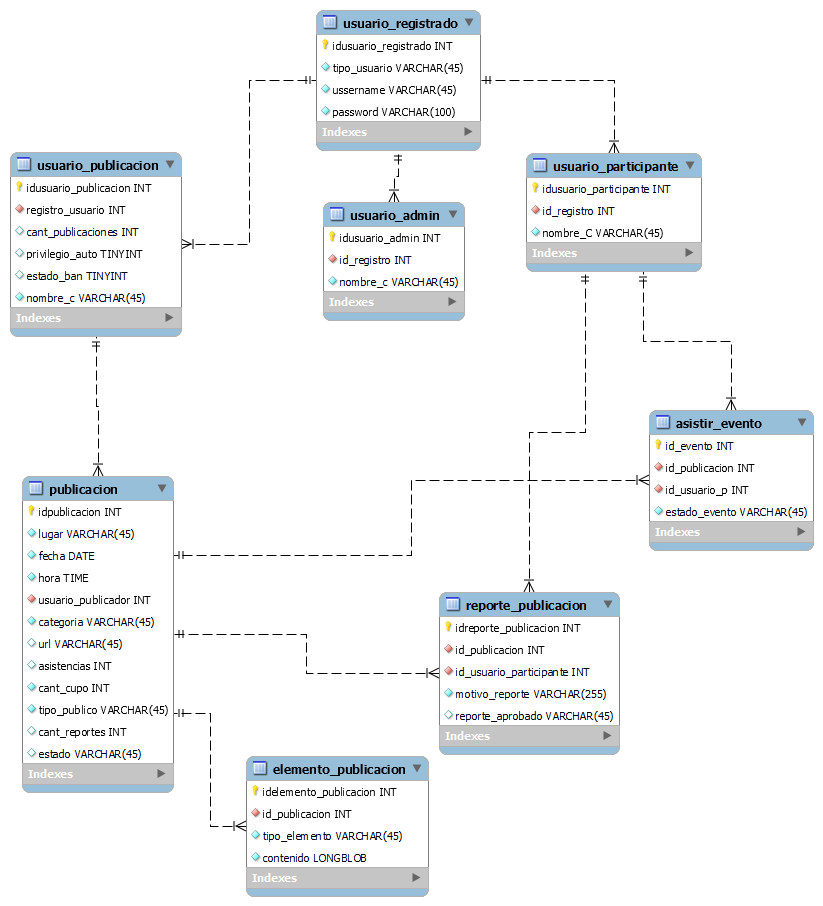 usuario_registrado
idusuario_registrado INT
tipo_usuario VARCHAR(45)
ussername VARCHAR(45)
password VARCHAR(100)
Indexes
usuario_publicacion
idusuario_publicacion INT
registro_usuario INT
cant_publicaciones INT
privilegio_auto TINYINT
estado_ban TINYINT
nombre_c VARCHAR(45)
Indexes
usuario_admin
idusuario_admin INT
id_registro INT
nombre_c VARCHAR(45)
Indexes
usuario_participante
idusuario_participante INT
id_registro INT
nombre_C VARCHAR(45)
Indexes
asistir_evento
id_evento INT
id_publicacion INT
id_usuario_p INT
estado_evento VARCHAR(45)
Indexes
publicacion
idpublicacion INT
lugar VARCHAR(45)
fecha DATE
hora TIME
usuario_publicador INT
categoria VARCHAR(45)
url VARCHAR(45)
asistencias INT
cant_cupo INT
tipo_publico VARCHAR(45)
cant_reportes INT
estado VARCHAR(45)
Indexes
reporte_publicacion
idreporte_publicacion INT
id_publicacion INT
id_usuario_participante INT
motivo_reporte VARCHAR(255)
reporte_aprobado VARCHAR(45)
Indexes
elemento_publicacion
idelemento_publicacion INT
id_publicacion INT
tipo_elemento VARCHAR(45)
contenido LONGBLOB
Indexes